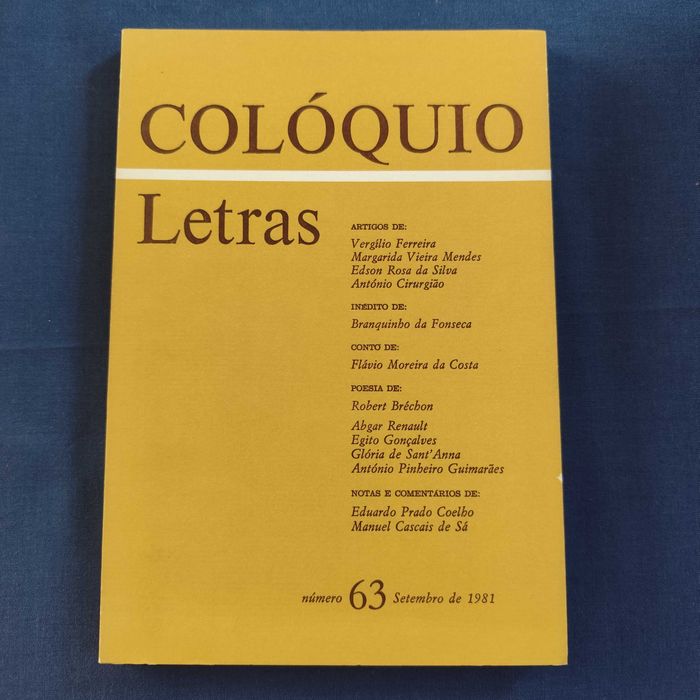 COLÓQUIO
Letras
ARTIGOS DE:
Vergílio Ferreira
Margarida Vieira Mendes
Edson Rosa da Silva
António Cirurgião
INÉDITO DE:
Branquinho da Fonseca
CONTO DE:
Flávio Moreira da Costa
POESIA DE:
Robert Bréchon
Abgar Renault
Egito Gonçalves
Glória de Sant'Anna
António Pinheiro Guimarães
NOTAS E COMENTÁRIOS DE:
Eduardo Prado Coelho
Manuel Cascais de Sá
número 63 Setembro de 1981